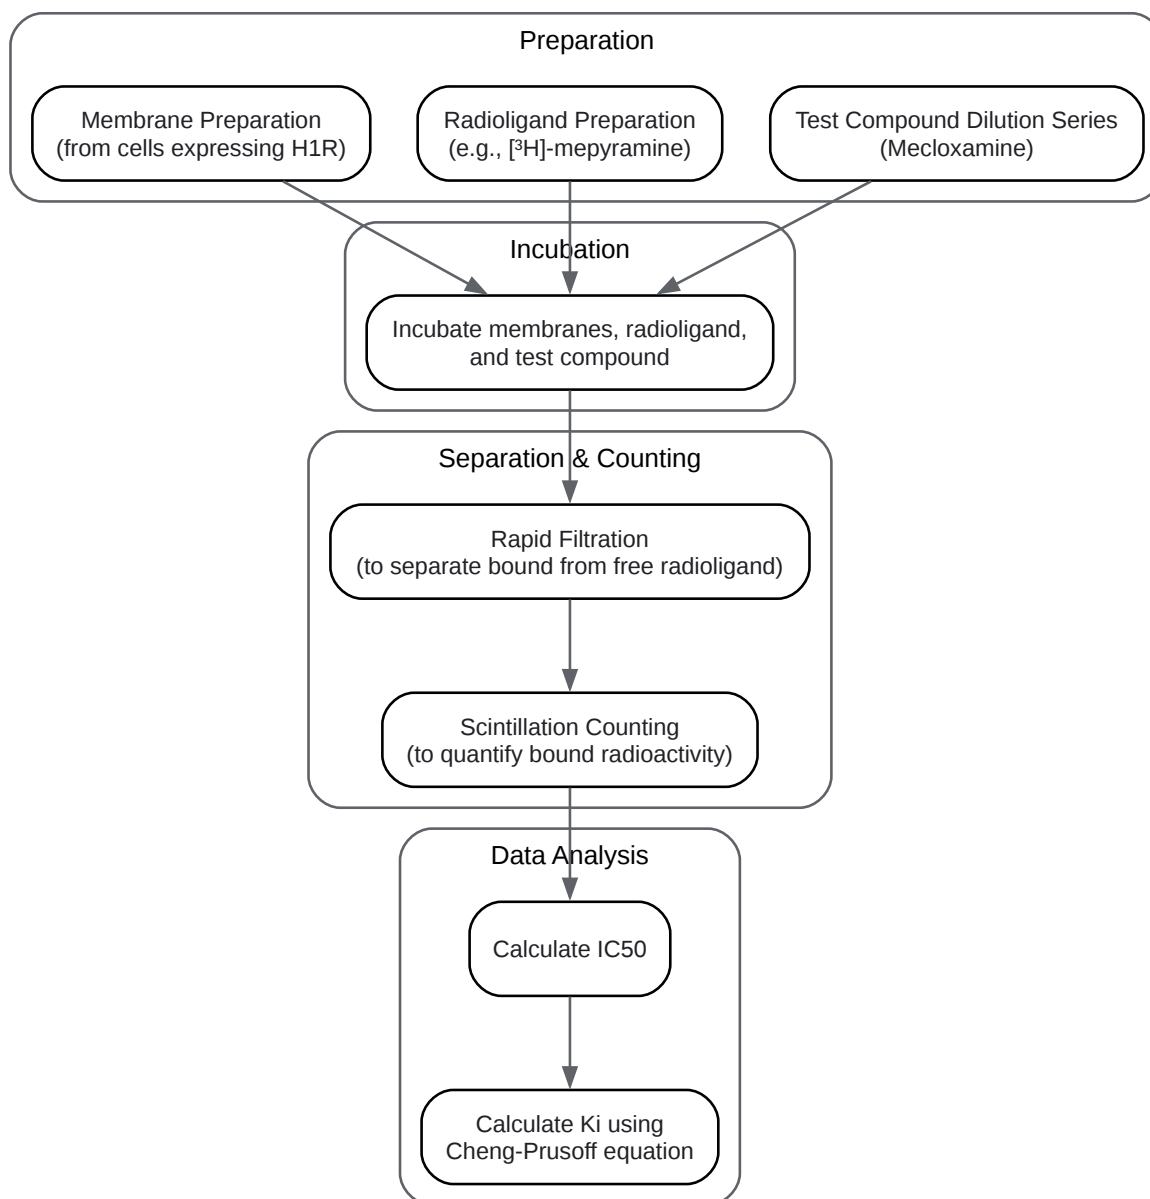 Preparation
Membrane Preparation
(from cells expressing H1R)
Radioligand Preparation
(e.g., [³H]-mepyramine)
Test Compound Dilution Series
(Mecloxamine)
Incubation
Incubate membranes, radioligand,
and test compound
Separation & Counting
Rapid Filtration
(to separate bound from free radioligand)
Scintillation Counting
(to quantify bound radioactivity)
Data Analysis
Calculate IC50
Calculate Ki using
Cheng-Prusoff equation